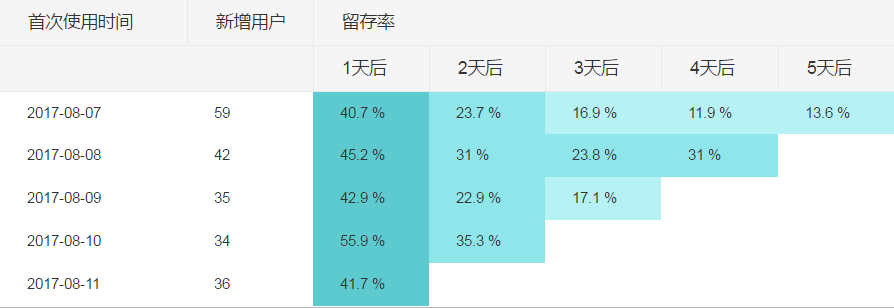 首次使用时间 新增用户 留存率
1天后 2天后 3天后 4天后 5天后
2017-08-07 59 40.7 % 23.7 % 16.9 % 11.9 % 13.6 %
2017-08-08 42 45.2 % 31 % 23.8 % 31 %
2017-08-09 35 42.9 % 22.9 % 17.1 %
2017-08-10 34 55.9 % 35.3 %
2017-08-11 36 41.7 %